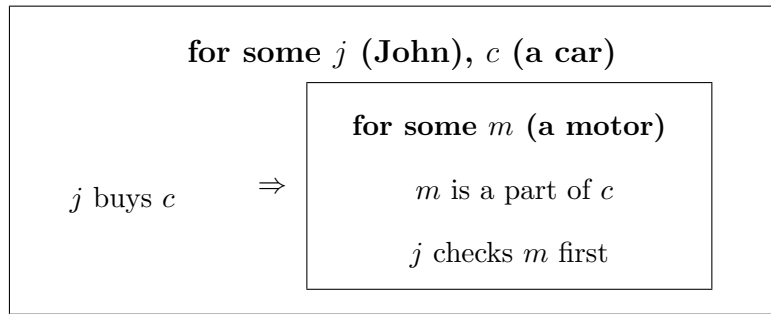 for some j (John), c (a car)
for some m (a motor)
m is a part of c
j buys c ⇒
j checks m first